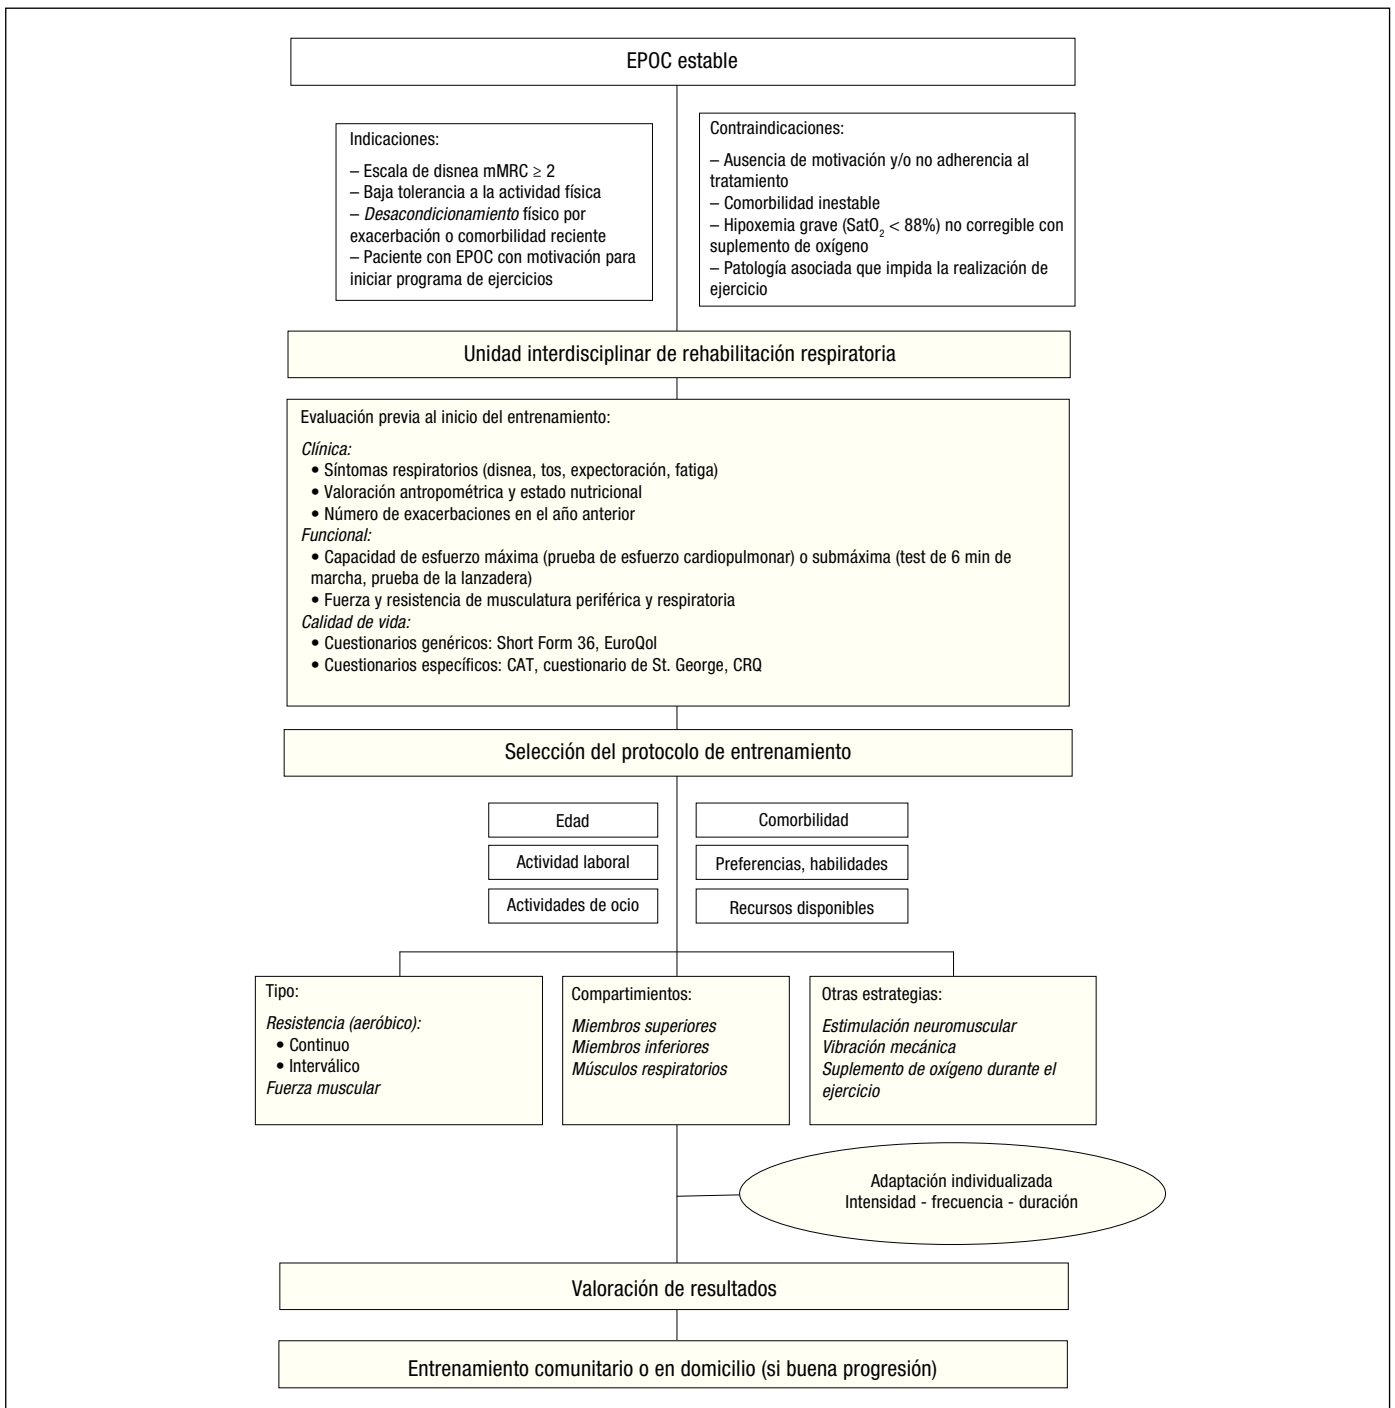 EPOC estable
Indicaciones:
– Escala de disnea mMRC ≥ 2
– Baja tolerancia a la actividad física
– Desacondicionamiento físico por
exacerbación o comorbilidad reciente
– Paciente con EPOC con motivación para
iniciar programa de ejercicios
Contraindicaciones:
– Ausencia de motivación y/o no adherencia al
tratamiento
– Comorbilidad inestable
– Hipoxemia grave (SatO₂ < 88%) no corregible con
suplemento de oxígeno
– Patología asociada que impida la realización de
ejercicio
Unidad interdisciplinar de rehabilitación respiratoria
Evaluación previa al inicio del entrenamiento:
Clínica:
• Síntomas respiratorios (disnea, tos, expectoración, fatiga)
• Valoración antropométrica y estado nutricional
• Número de exacerbaciones en el año anterior
Funcional:
• Capacidad de esfuerzo máxima (prueba de esfuerzo cardiopulmonar) o submáxima (test de 6 min de
marcha, prueba de la lanzadera)
• Fuerza y resistencia de musculatura periférica y respiratoria
Calidad de vida:
• Cuestionarios genéricos: Short Form 36, EuroQol
• Cuestionarios específicos: CAT, cuestionario de St. George, CRQ
Selección del protocolo de entrenamiento
Edad
Comorbilidad
Actividad laboral
Preferencias, habilidades
Actividades de ocio
Recursos disponibles
Tipo:
Resistencia (aeróbico):
• Continuo
• Interválico
Fuerza muscular
Compartimientos:
Miembros superiores
Miembros inferiores
Músculos respiratorios
Otras estrategias:
Estimulación neuromuscular
Vibración mecánica
Suplemento de oxígeno durante el
ejercicio
Adaptación individualizada
Intensidad - frecuencia - duración
Valoración de resultados
Entrenamiento comunitario o en domicilio (si buena progresión)